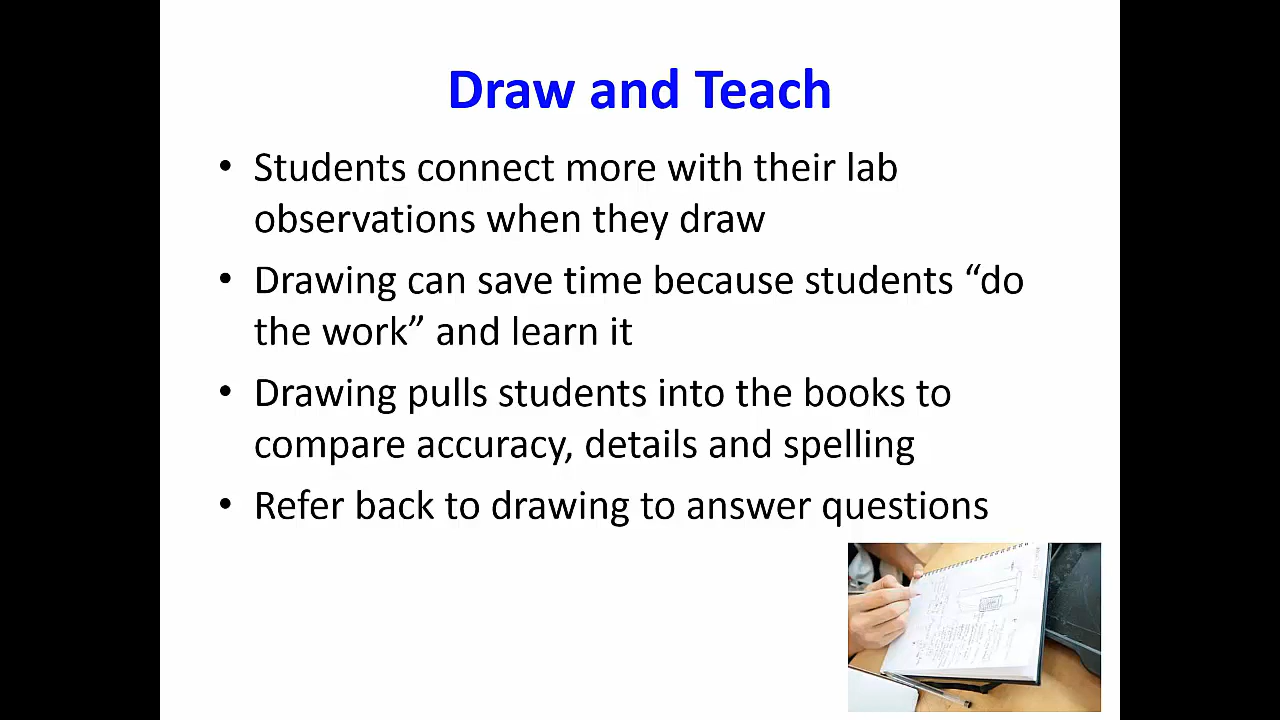 Draw and Teach
• Students connect more with their lab
observations when they draw
• Drawing can save time because students “do
the work” and learn it
• Drawing pulls students into the books to
compare accuracy, details and spelling
• Refer back to drawing to answer questions